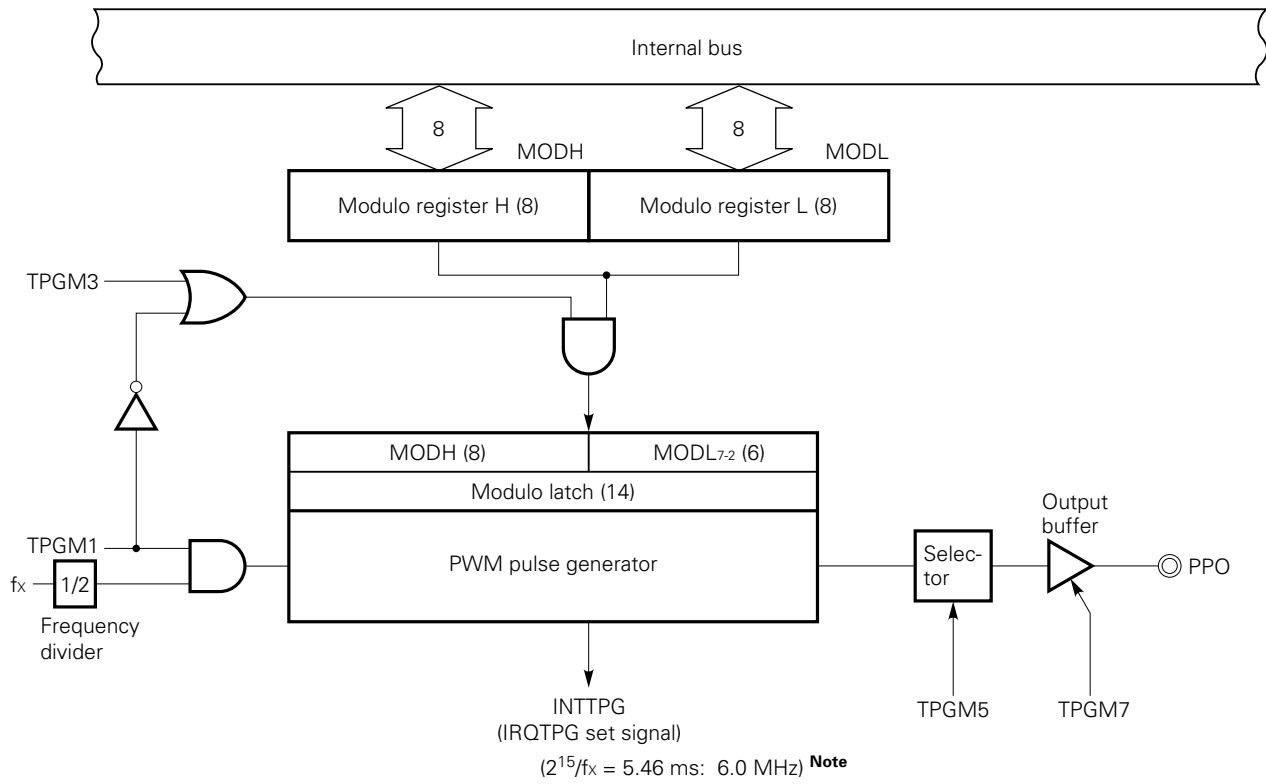 Internal bus
8
8
MODH
MODL
Modulo register H (8)
Modulo register L (8)
TPGM3
MODH (8)
MODL7-2 (6)
Modulo latch (14)
TPGM1
fX
1/2
Frequency
divider
PWM pulse generator
Selec-
tor
Output
buffer
PPO
TPGM5
TPGM7
INTTPG
(IRQTPG set signal)
(2^15/fX = 5.46 ms: 6.0 MHz) Note